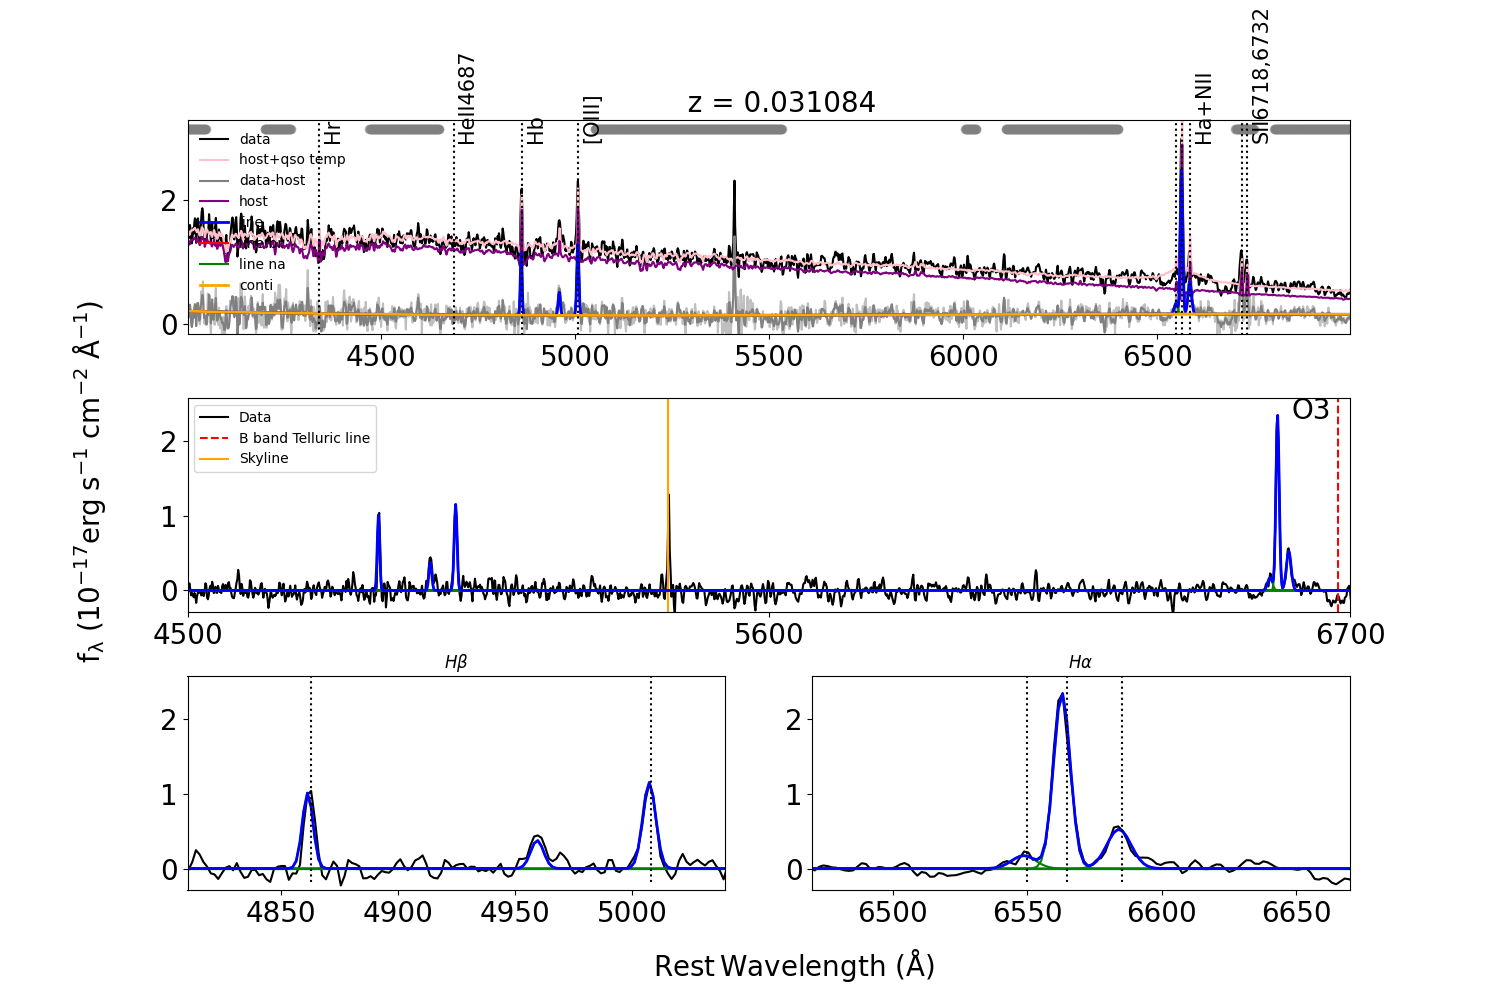 z = 0.031084
Hr
HeII4687
Hb
[OIII]
Ha+NII
SII6718,6732
data
host+qso temp
data-host
host
line
line na
conti
2
0
4500 5000 5500 6000 6500
Data
B band Telluric line
Skyline
O3
2
1
0
4500 5600 6700
fλ (10⁻¹⁷erg s⁻¹ cm⁻² Å⁻¹)
Hβ
2
1
0
4850 4900 4950 5000
Hα
2
1
0
6500 6550 6600 6650
Rest Wavelength (Å)